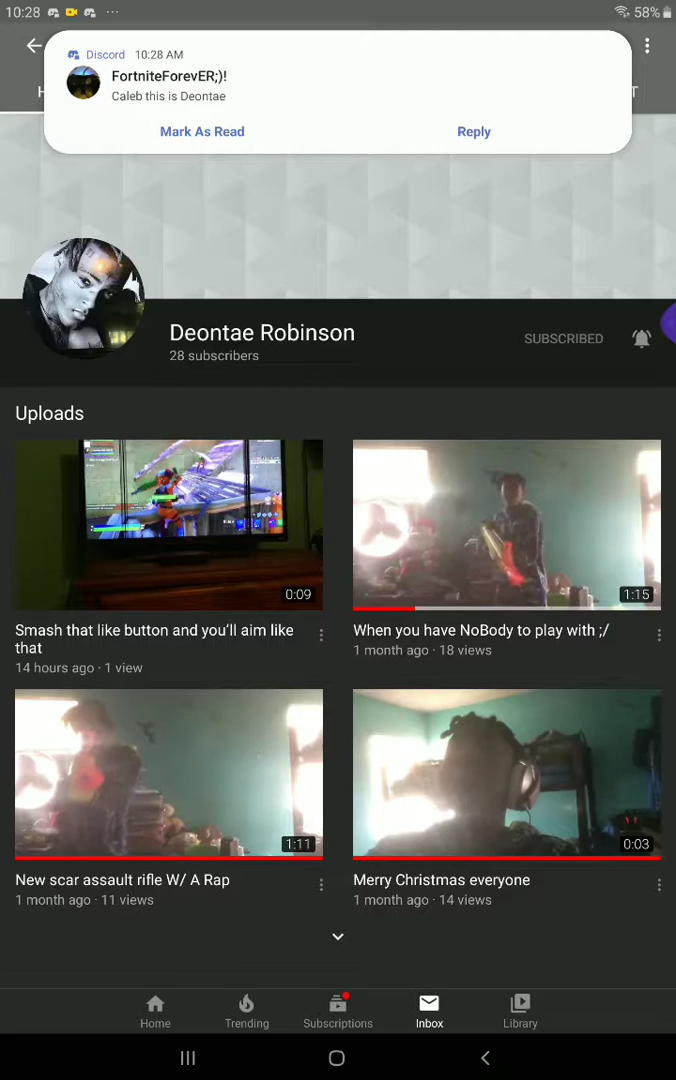 10:28
58%
Discord 10:28 AM
FortniteForevER;)!
Caleb this is Deontae
Mark As Read Reply
H
T
Deontae Robinson
28 subscribers
SUBSCRIBED
Uploads
0:09
1:15
Smash that like button and you'll aim like
that
14 hours ago · 1 view
When you have NoBody to play with ;/
1 month ago · 18 views
1:11
0:03
New scar assault rifle W/ A Rap
1 month ago · 11 views
Merry Christmas everyone
1 month ago · 14 views
Home Trending Subscriptions Inbox Library